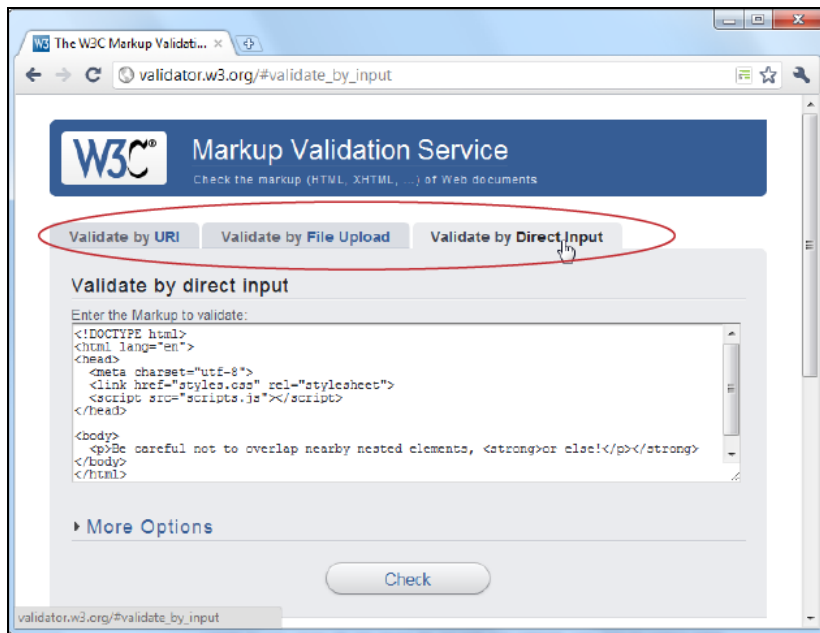 W3 The W3C Markup Validati...
validator.w3.org/#validate_by_input
W3C® Markup Validation Service
Check the markup (HTML, XHTML, ...) of Web documents
Validate by URI Validate by File Upload Validate by Direct Input
Validate by direct input
Enter the Markup to validate:
<!DOCTYPE html>
<html lang="en">
<head>
<meta charset="utf-8">
<link href="styles.css" rel="stylesheet">
<script src="scripts.js"></script>
</head>
<body>
<p>Be careful not to overlap nearby nested elements, <strong>or else!</p></strong>
</body>
</html>
More Options
Check
validator.w3.org/#validate_by_input